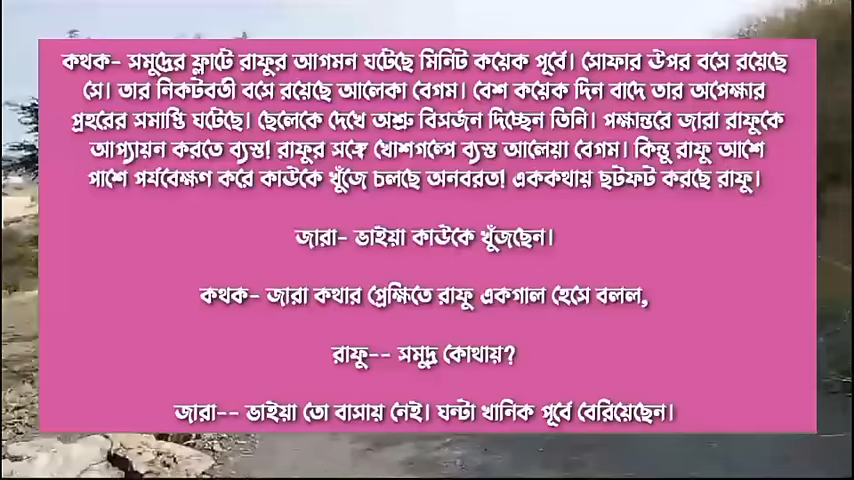 কথক- সমুদ্রের ফ্লাটে রাফুর আগমন ঘটেছে মিনিট কয়েক পূর্বে। সোফার উপর বসে রয়েছে
সে। তার নিকটবর্তী বসে রয়েছে আলেকা বেগম। বেশ কয়েক দিন বাদে তার অপেক্ষার
প্রহরের সমাপ্তি ঘটেছে। ছেলেকে দেখে অশ্রু বিসর্জন দিচ্ছেন তিনি। পক্ষান্তরে জারা রাফুকে
আপ্যায়ন করতে ব্যস্ত! রাফুর সঙ্গে খোশগল্পে ব্যস্ত আলেয়া বেগম। কিন্তু রাফু আশে
পাশে পর্যবেক্ষণ করে কাউকে খুঁজে চলছে অনবরত! এককথায় ছটফট করছে রাফু।
জারা- ভাইয়া কাউকে খুঁজছেন।
কথক- জারা কথার প্রেক্ষিতে রাফু একগাল হেসে বলল,
রাফু-- সমুদ্র কোথায়?
জারা-- ভাইয়া তো বাসায় নেই। ঘন্টা খানিক পূর্বে বেরিয়েছেন।